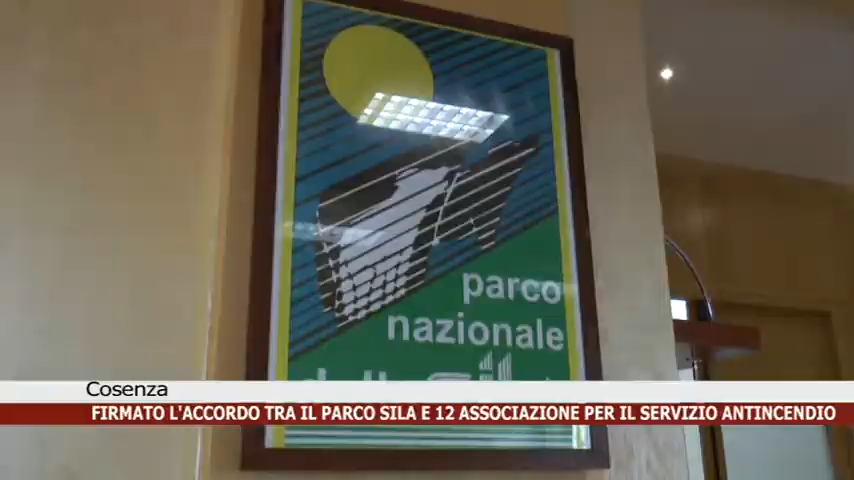 parco
nazionale
Cosenza
FIRMATO L'ACCORDO TRA IL PARCO SILA E 12 ASSOCIAZIONE PER IL SERVIZIO ANTINCENDIO